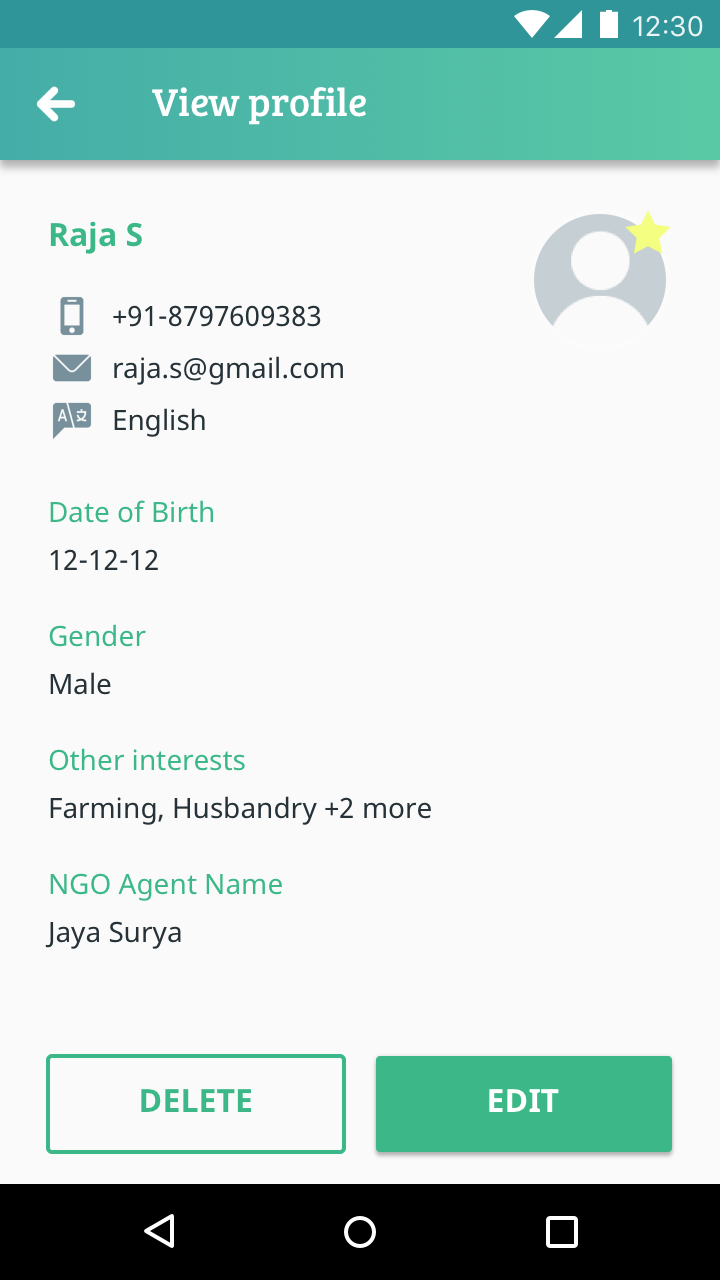 12:30
View profile
Raja S
+91-8797609383
raja.s@gmail.com
A 文
English
Date of Birth
12-12-12
Gender
Male
Other interests
Farming, Husbandry +2 more
NGO Agent Name
Jaya Surya
DELETE
EDIT